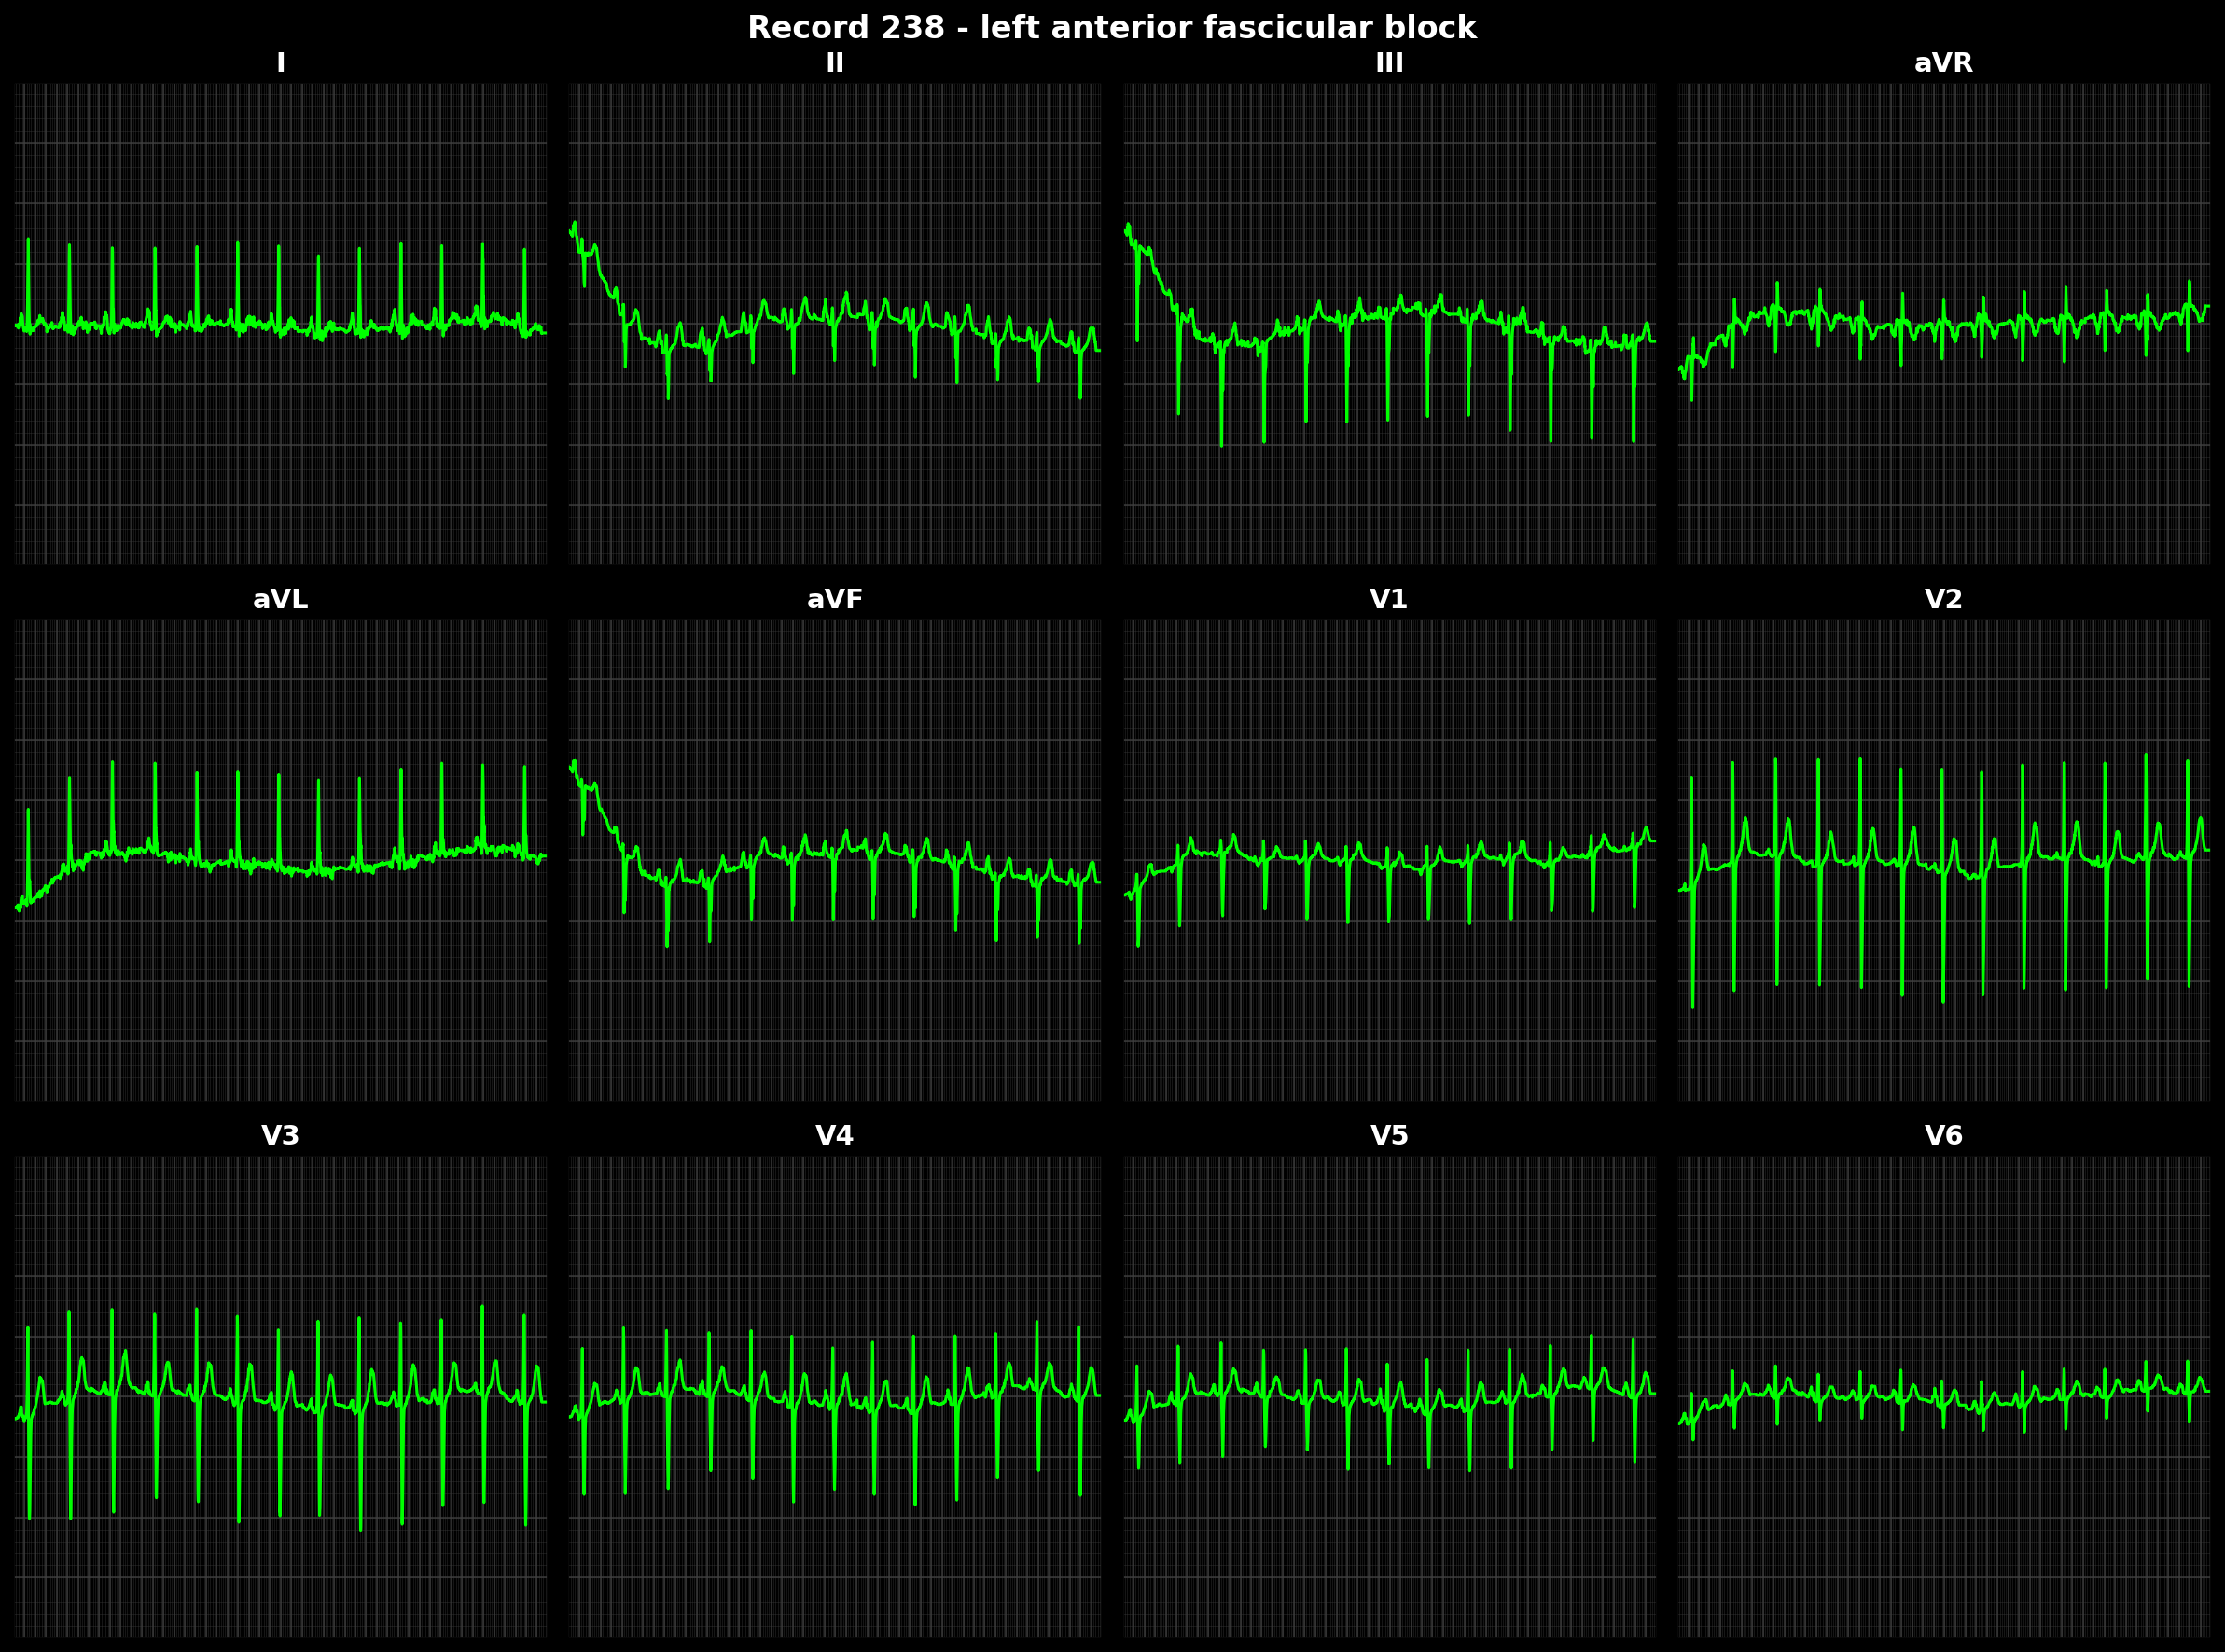 Record 238 - left anterior fascicular block
I
II
III
aVR
aVL
aVF
V1
V2
V3
V4
V5
V6